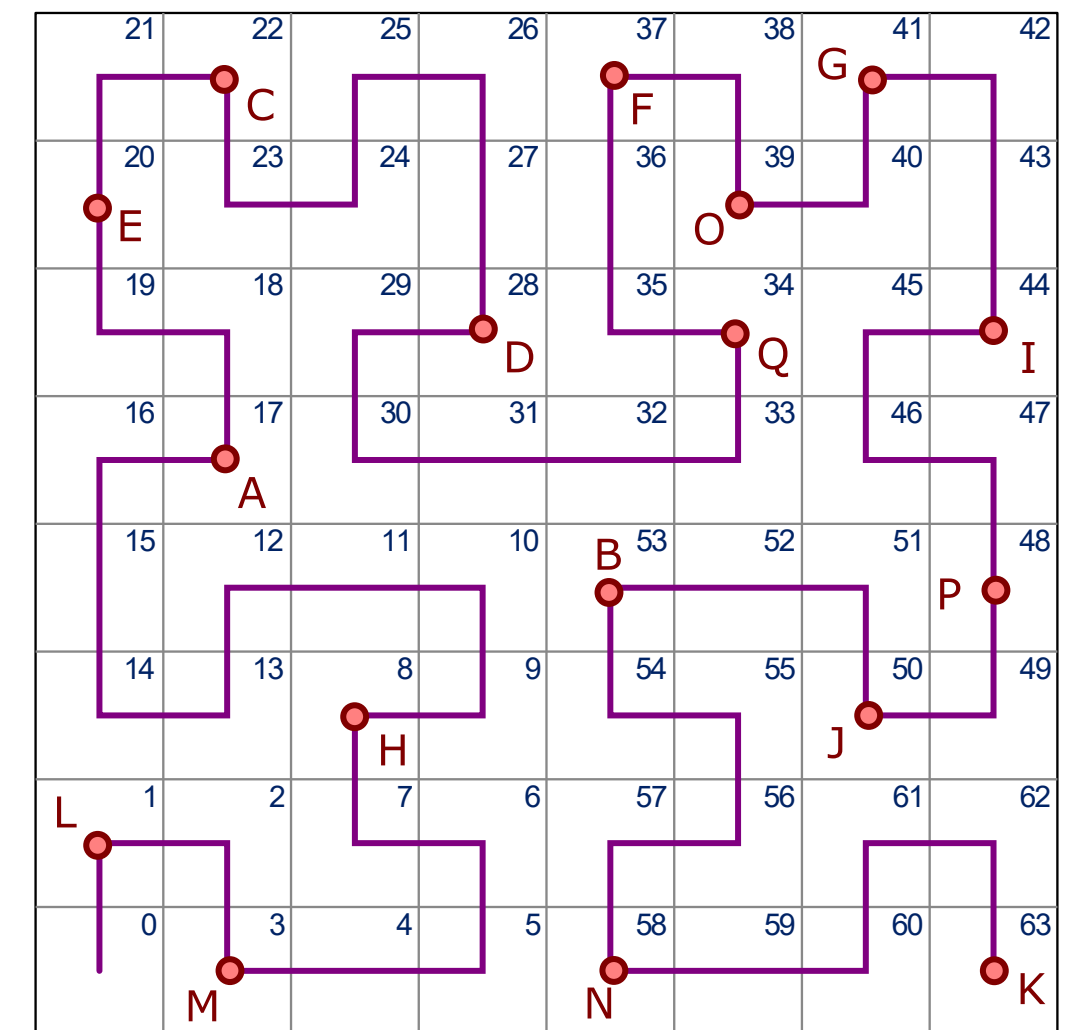 21 22 25 26 37 38 41 42
G
C F
20 23 24 27 36 39 40 43
E O
19 18 29 28 35 34 45 44
D Q I
16 17 30 31 32 33 46 47
A
15 12 11 10 53 52 51 48
B
P
14 13 8 9 54 55 50 49
H J
1 2 7 6 57 56 61 62
L
0 3 4 5 58 59 60 63
M N K